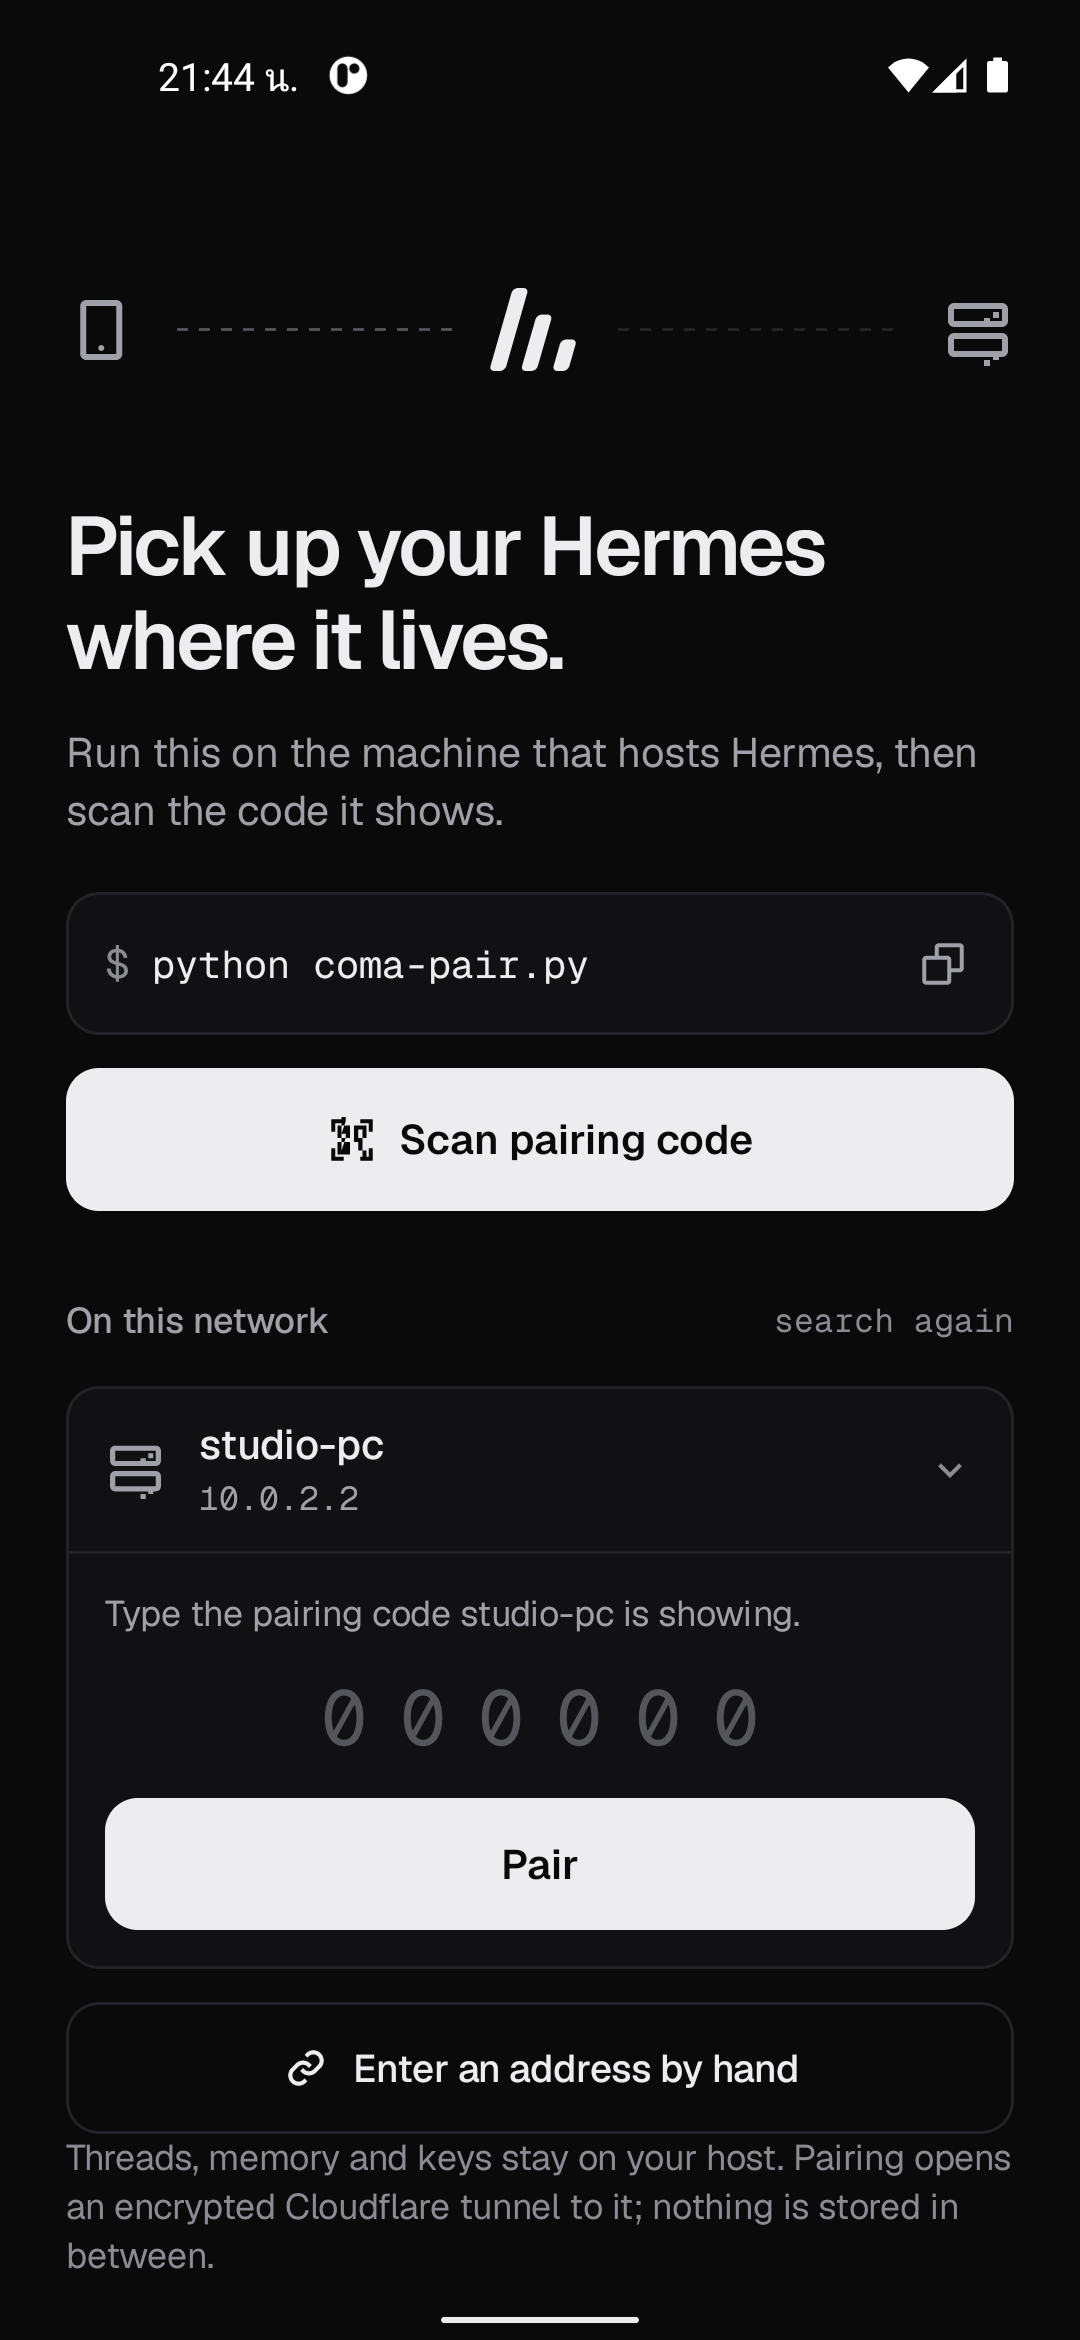 21:44 น.
Pick up your Hermes
where it lives.
Run this on the machine that hosts Hermes, then
scan the code it shows.
$ python coma-pair.py
Scan pairing code
On this network
search again
studio-pc
10.0.2.2
Type the pairing code studio-pc is showing.
0 0 0 0 0 0
Pair
Enter an address by hand
Threads, memory and keys stay on your host. Pairing opens
an encrypted Cloudflare tunnel to it; nothing is stored in
between.